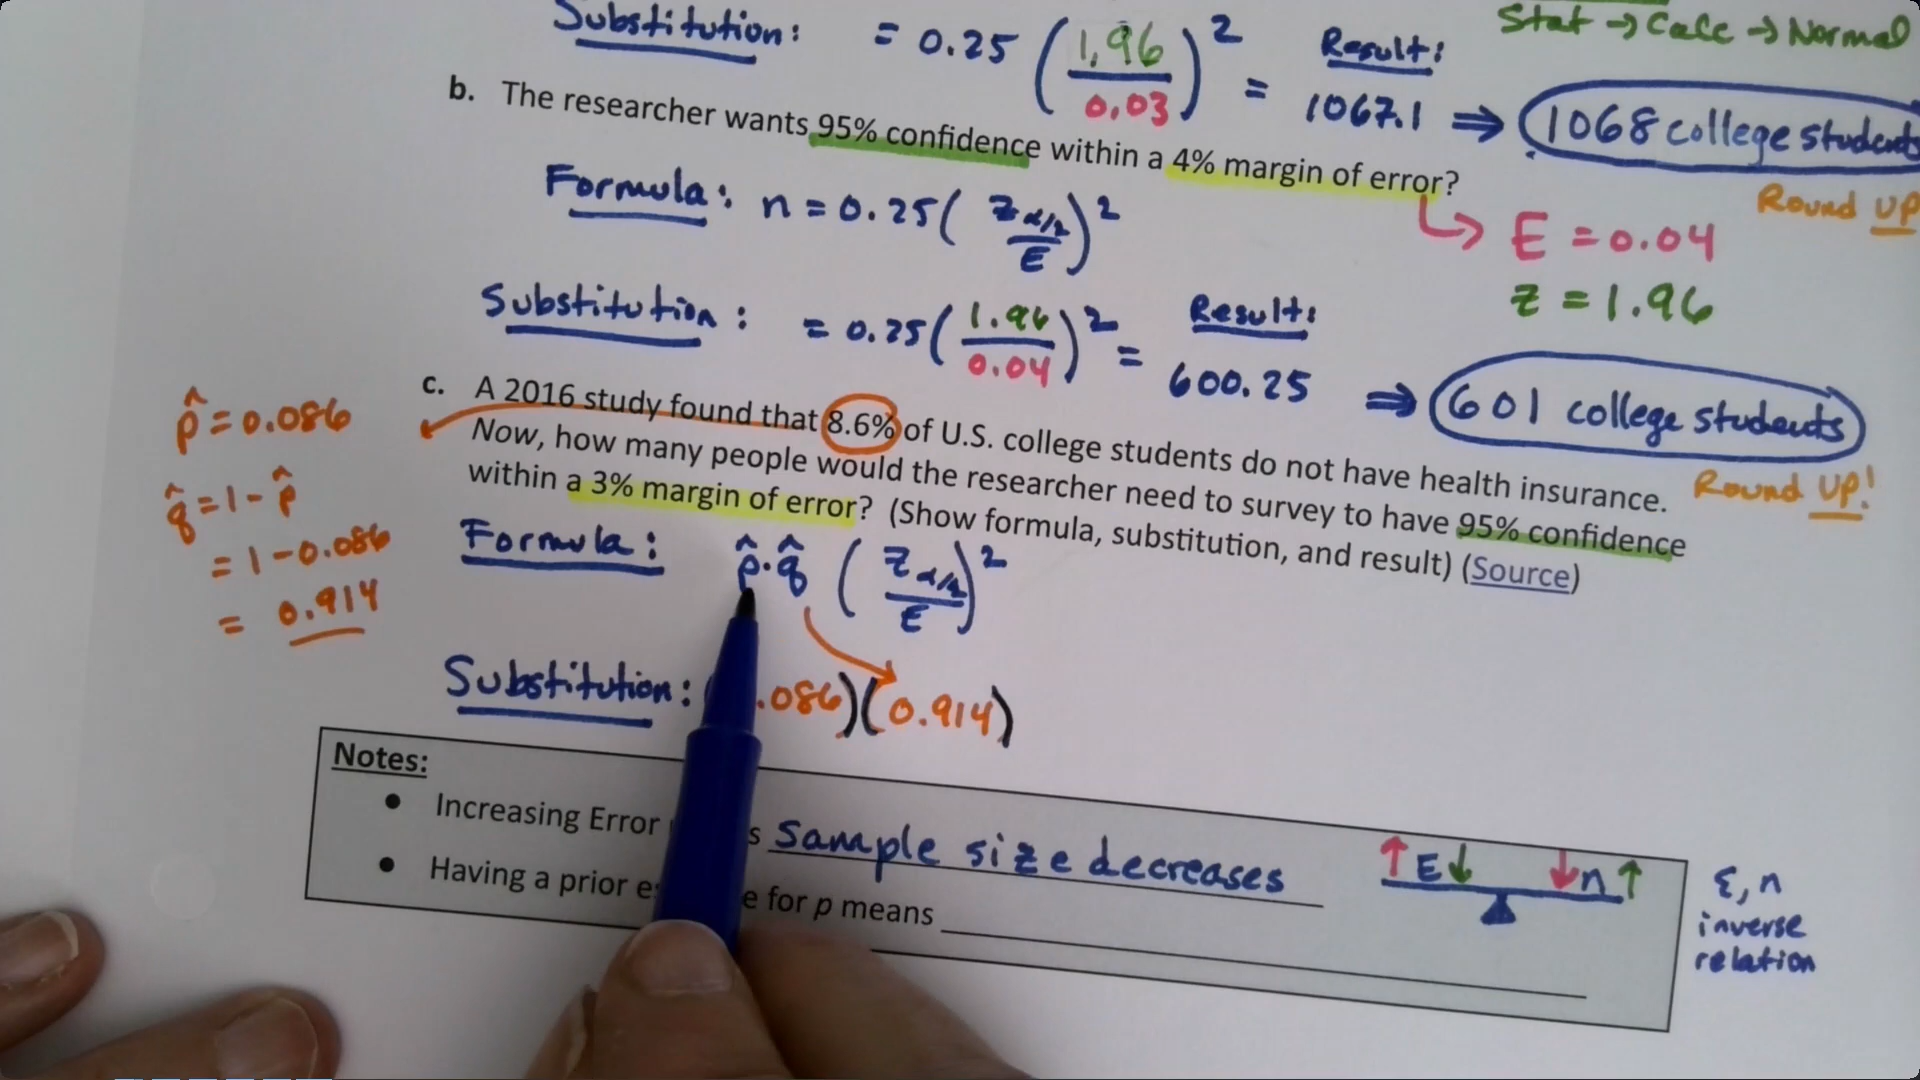 Stat → Calc → Normal
Substitution: = 0.25 (1.96/0.03)² = Result: 1067.1 ⇒ 1068 college students
Round UP
b. The researcher wants 95% confidence within a 4% margin of error?
Formula: n = 0.25 (z α/2 / E)²
E = 0.04
z = 1.96
Substitution: = 0.25 (1.96/0.04)² = Result: 600.25 ⇒ 601 college students
Round UP!
c. A 2016 study found that 8.6% of U.S. college students do not have health insurance.
Now, how many people would the researcher need to survey to have 95% confidence
within a 3% margin of error? (Show formula, substitution, and result) (Source)
p̂ = 0.086
q̂ = 1 - p̂
= 1 - 0.086
= 0.914
Formula: p̂ · q̂ (z α/2 / E)²
Substitution: .086)(0.914)
Notes:
• Increasing Error sample size decreases
• Having a prior for p means
↑ E ↓ ↓ n ↑
E, n
inverse
relation